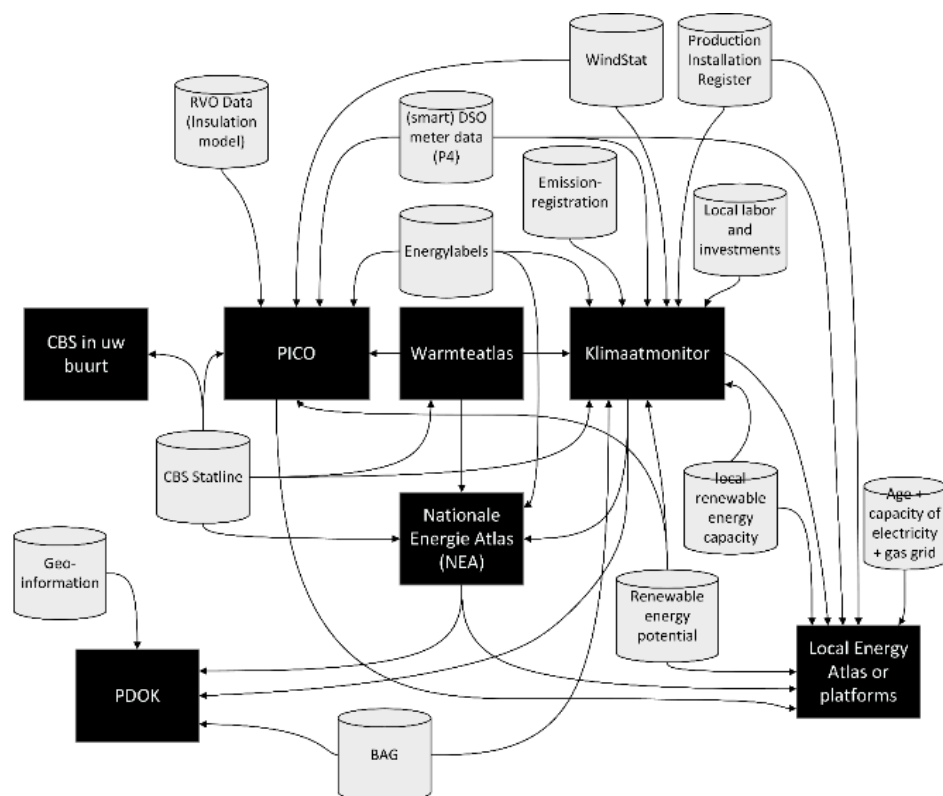 WindStat
Production
Installation
Register
RVO Data
(Insulation
model)
(smart) DSO
meter data
(P4)
Emission-
registration
Local labor
and
investments
Energylabels
CBS in uw
buurt
PICO
Warmteatlas
Klimaatmonitor
CBS Statline
local
renewable
energy
capacity
Age +
capacity of
electricity
+ gas grid
Nationale
Energie Atlas
(NEA)
Geo-
information
Renewable
energy
potential
PDOK
Local Energy
Atlas or
platforms
BAG